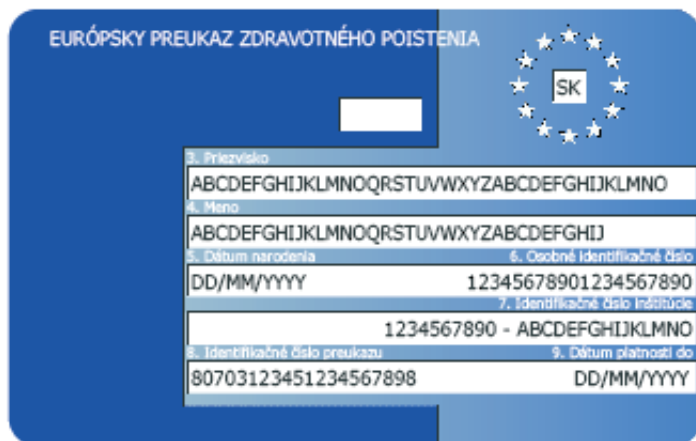 EURÓPSKY PREUKAZ ZDRAVOTNÉHO POISTENIA
SK
3. Priezvisko
ABCDEFGHIJKLMNOQRSTUVWXYZABCDEFGHIJKLMNO
4. Meno
ABCDEFGHIJKLMNOQRSTUVWXYZABCDEFGHIJ
5. Dátum narodenia 6. Osobné identifikačné číslo
DD/MM/YYYY 12345678901234567890
7. Identifikačné číslo inštitúcie
1234567890 - ABCDEFGHIJKLMNO
8. Identifikačné číslo preukazu 9. Dátum platnosti do
80703123451234567898 DD/MM/YYYY